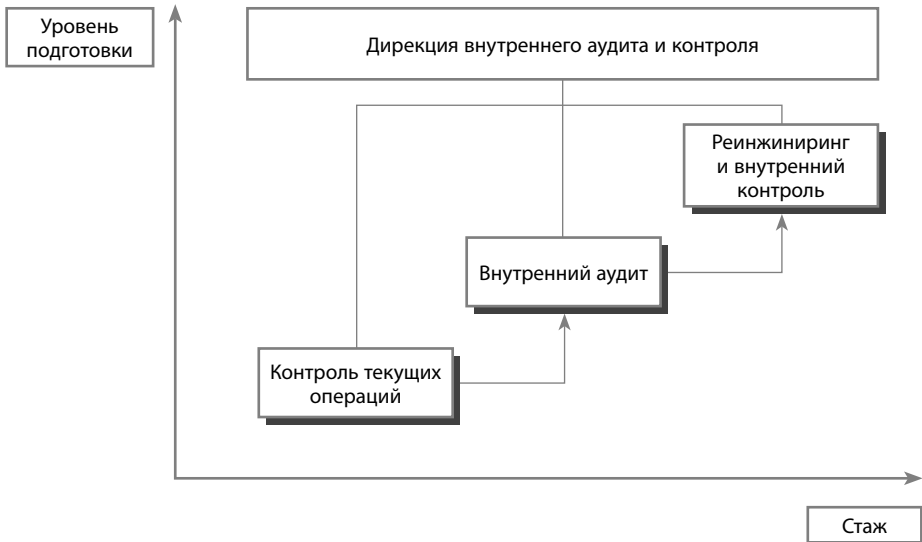 Уровень
подготовки
Дирекция внутреннего аудита и контроля
Реинжиниринг
и внутренний
контроль
Внутренний аудит
Контроль текущих
операций
Стаж